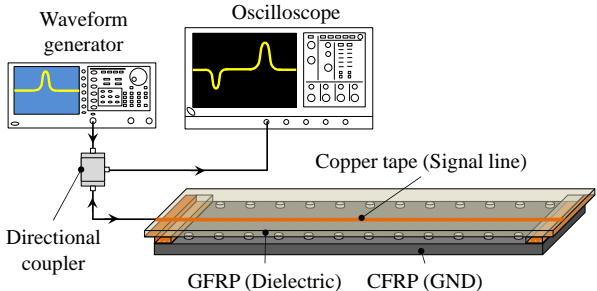 Waveform
generator
Oscilloscope
Copper tape (Signal line)
Directional
coupler
GFRP (Dielectric)
CFRP (GND)